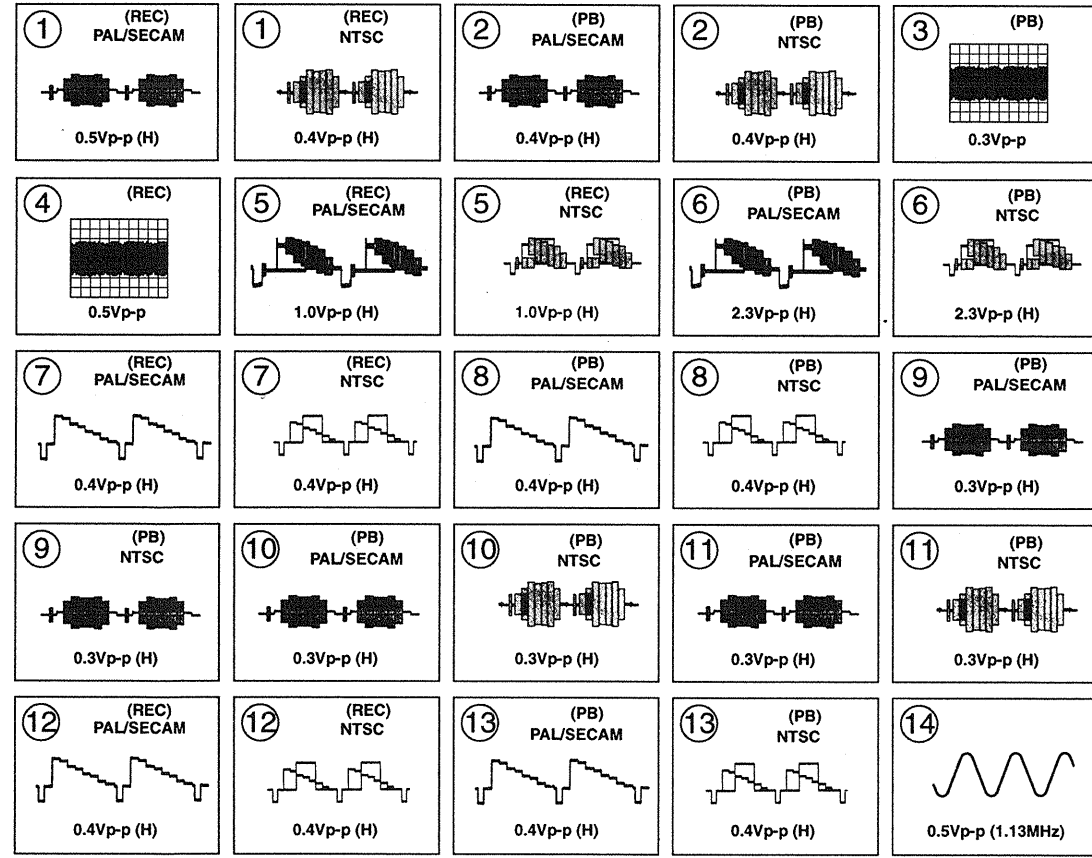 1 (REC)
PAL/SECAM
0.5Vp-p (H)
1 (REC)
NTSC
0.4Vp-p (H)
2 (PB)
PAL/SECAM
0.4Vp-p (H)
2 (PB)
NTSC
0.4Vp-p (H)
3 (PB)
0.3Vp-p
4 (REC)
0.5Vp-p
5 (REC)
PAL/SECAM
1.0Vp-p (H)
5 (REC)
NTSC
1.0Vp-p (H)
6 (PB)
PAL/SECAM
2.3Vp-p (H)
6 (PB)
NTSC
2.3Vp-p (H)
7 (REC)
PAL/SECAM
0.4Vp-p (H)
7 (REC)
NTSC
0.4Vp-p (H)
8 (PB)
PAL/SECAM
0.4Vp-p (H)
8 (PB)
NTSC
0.4Vp-p (H)
9 (PB)
PAL/SECAM
0.3Vp-p (H)
9 (PB)
NTSC
0.3Vp-p (H)
10 (PB)
PAL/SECAM
0.3Vp-p (H)
10 (PB)
NTSC
0.3Vp-p (H)
11 (PB)
PAL/SECAM
0.3Vp-p (H)
11 (PB)
NTSC
0.3Vp-p (H)
12 (REC)
PAL/SECAM
0.4Vp-p (H)
12 (REC)
NTSC
0.4Vp-p (H)
13 (PB)
PAL/SECAM
0.4Vp-p (H)
13 (PB)
NTSC
0.4Vp-p (H)
14
0.5Vp-p (1.13MHz)